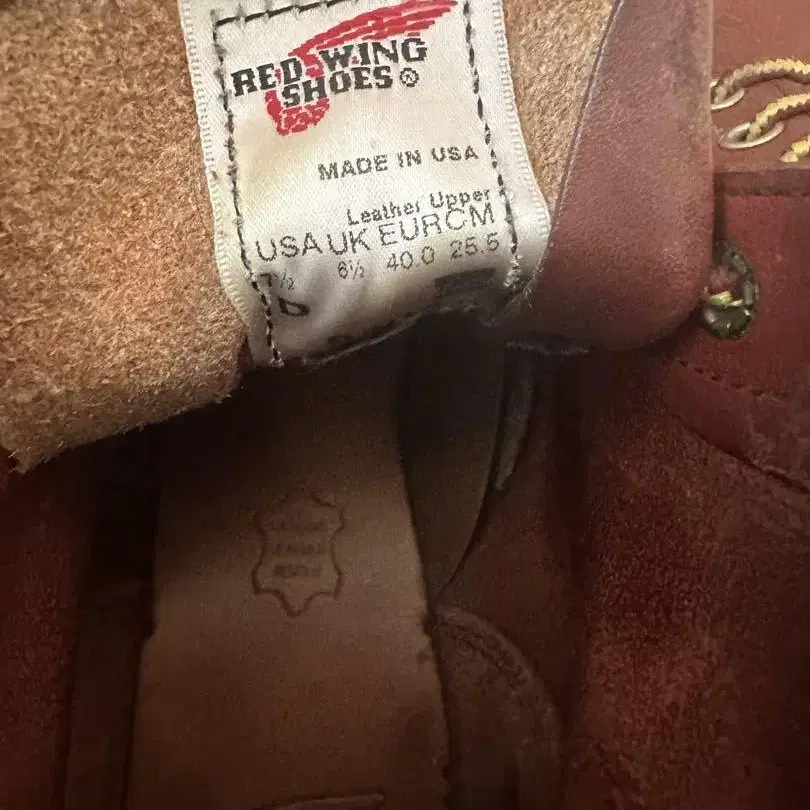 RED WING
SHOES®
MADE IN USA
Leather Upper
USA UK EUR CM
7½ 6½ 40.0 25.5
D